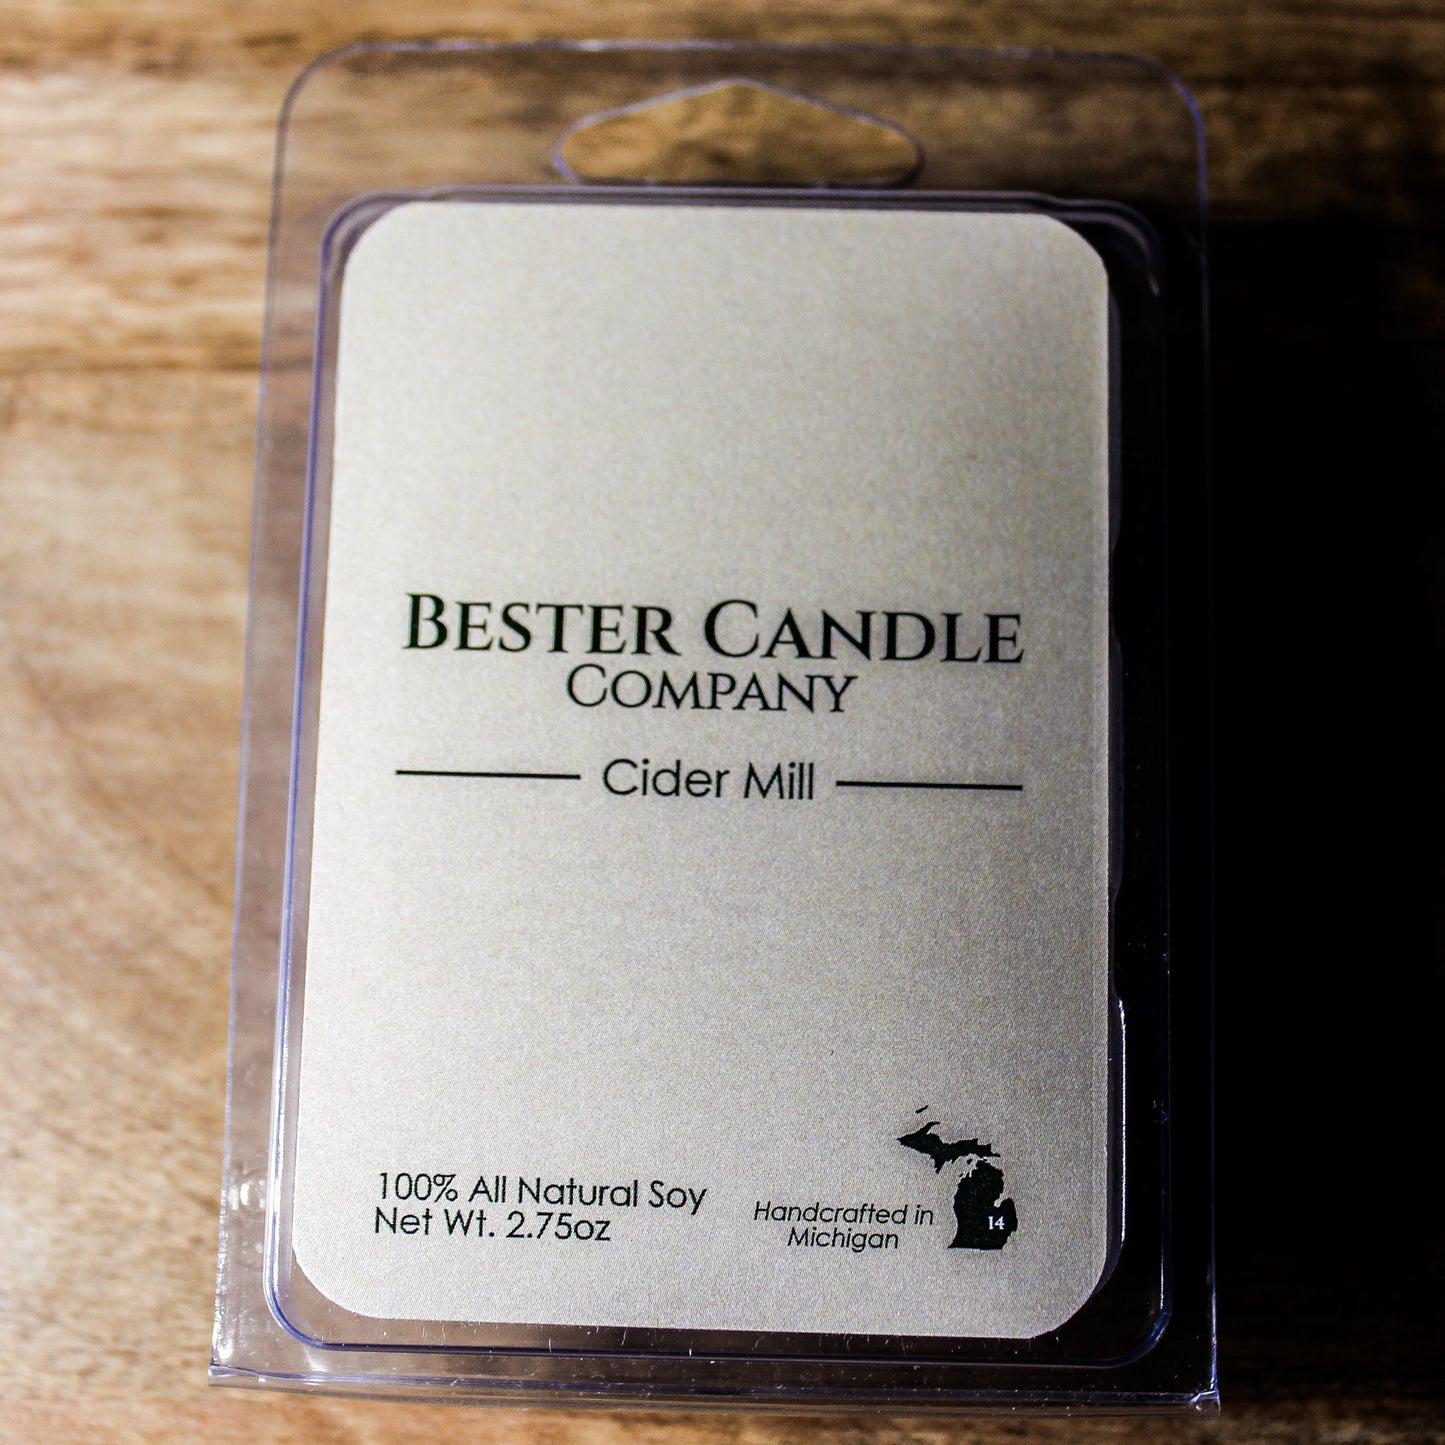 BESTER CANDLE
COMPANY
Cider Mill
100% All Natural Soy
Net Wt. 2.75oz
Handcrafted in
Michigan
14